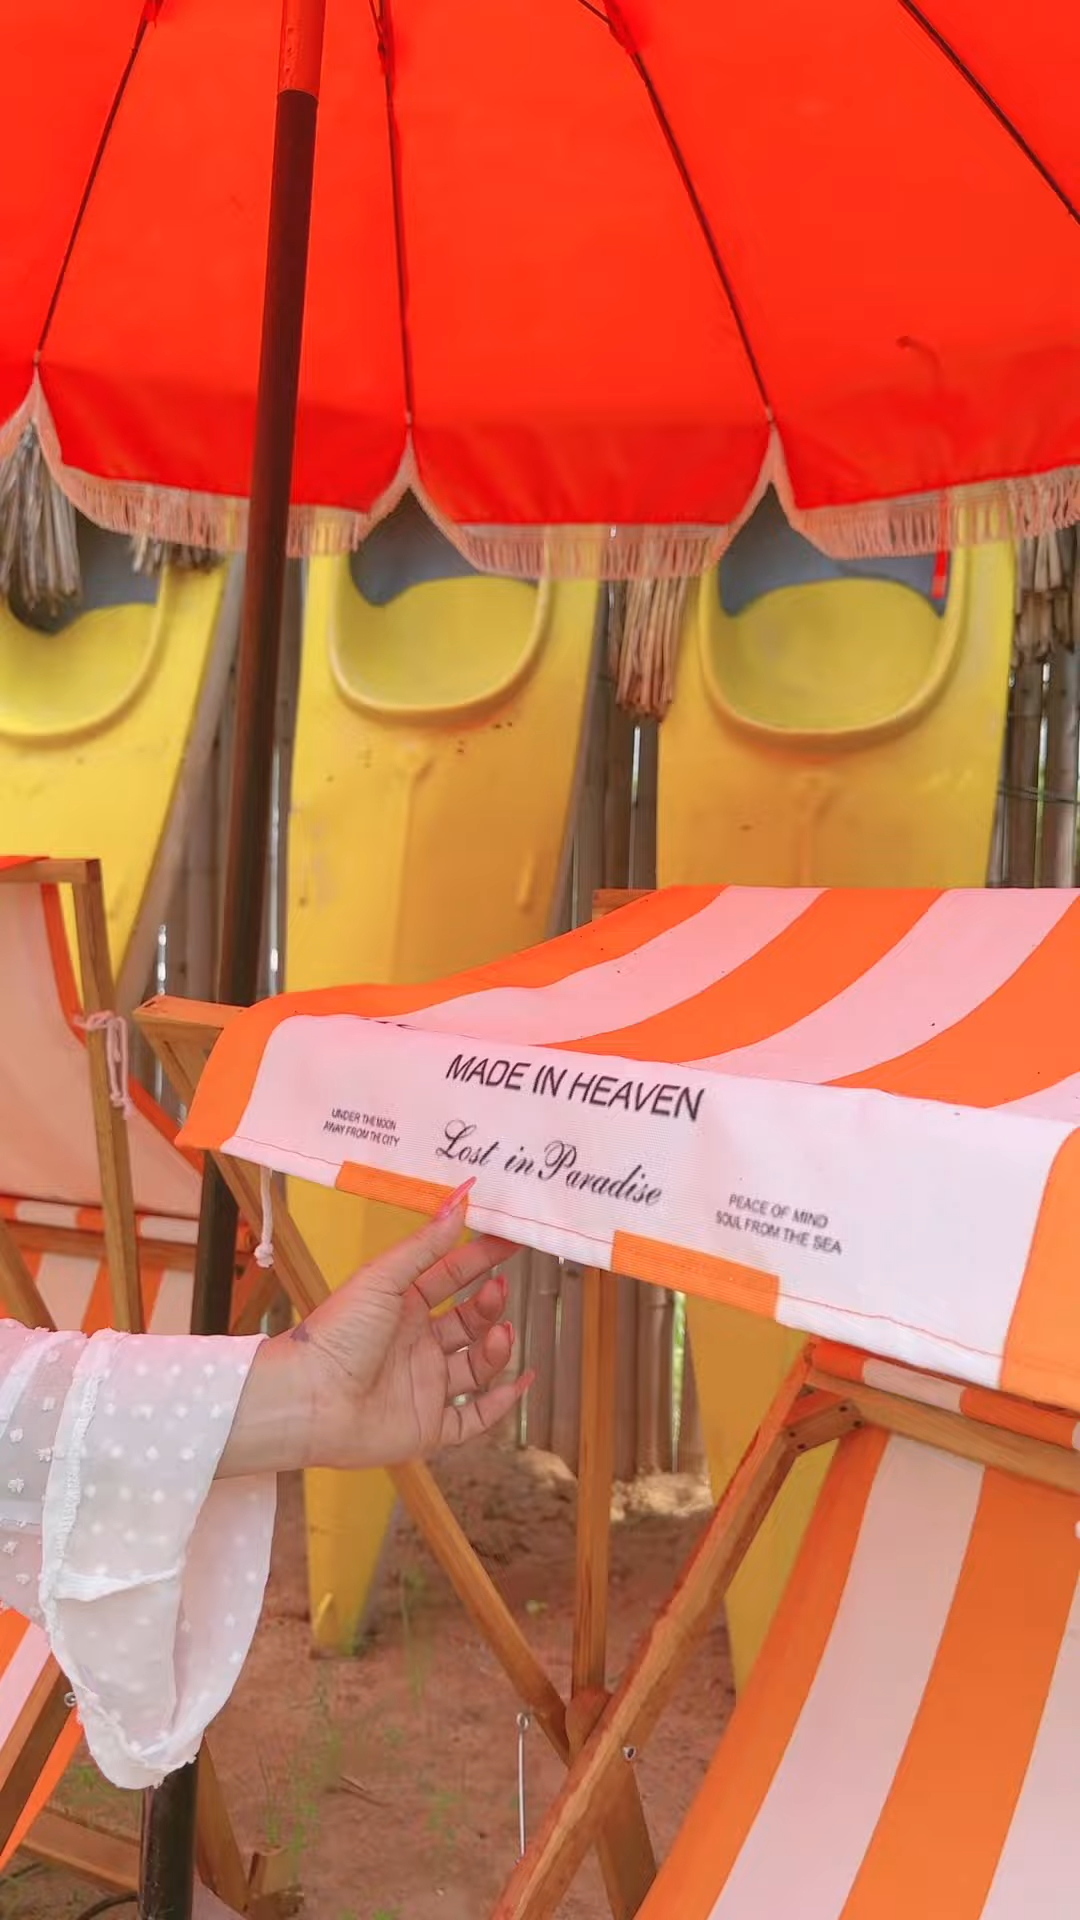 MADE IN HEAVEN
UNDER THE MOON
AWAY FROM THE CITY
Lost in Paradise
PEACE OF MIND
SOUL FROM THE SEA